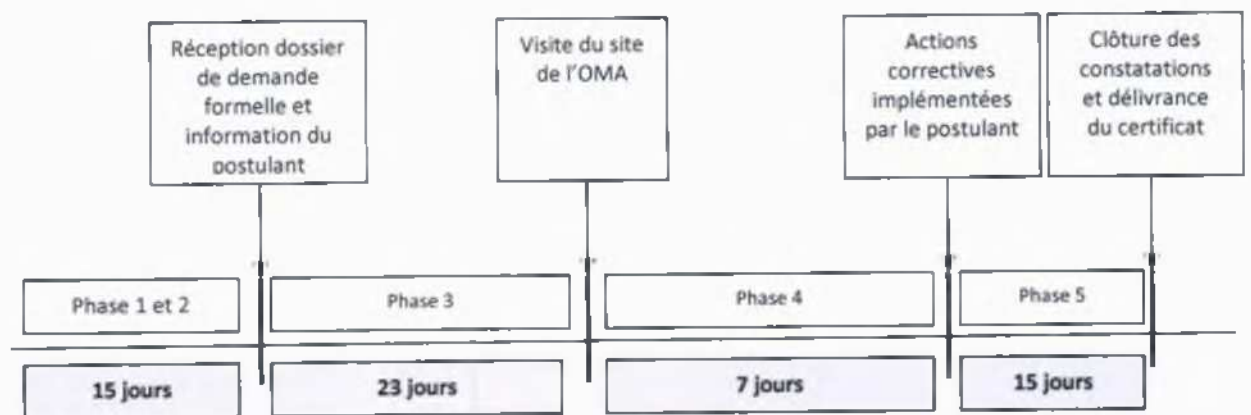 Réception dossier
de demande
formelle et
information du
postulant
Visite du site
de l'OMA
Actions
correctives
implémentées
par le postulant
Clôture des
constatations
et délivrance
du certificat
Phase 1 et 2
Phase 3
Phase 4
Phase 5
15 jours
23 jours
7 jours
15 jours